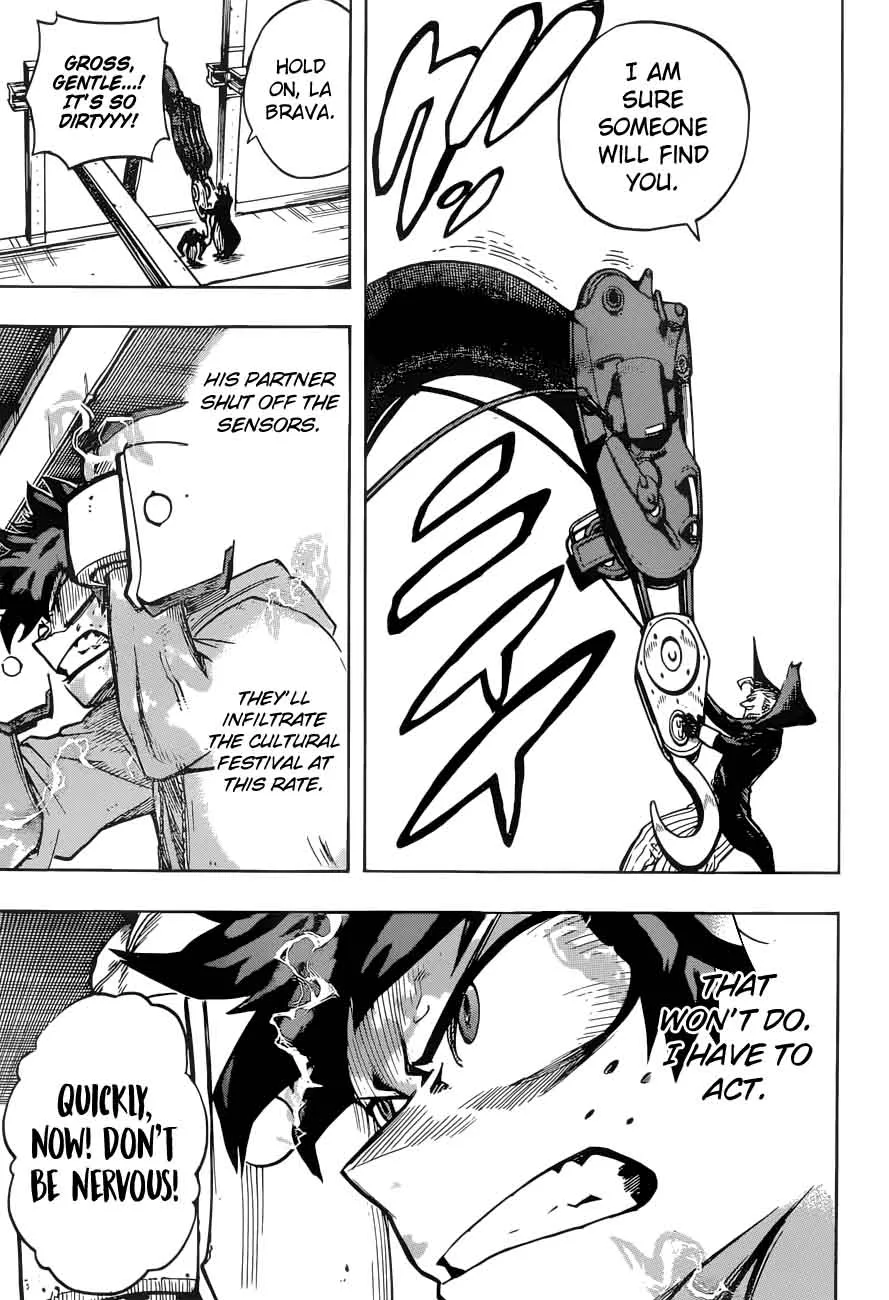 I AM
SURE
SOMEONE
WILL FIND
YOU.
HOLD
ON, LA
BRAVA.
GROSS,
GENTLE...!
IT'S SO
DIRTYYY!
HIS PARTNER
SHUT OFF THE
SENSORS.
THEY'LL
INFILTRATE
THE CULTURAL
FESTIVAL AT
THIS RATE.
THAT
WON'T DO.
I HAVE TO
ACT.
QUICKLY,
NOW! DON'T
BE NERVOUS!